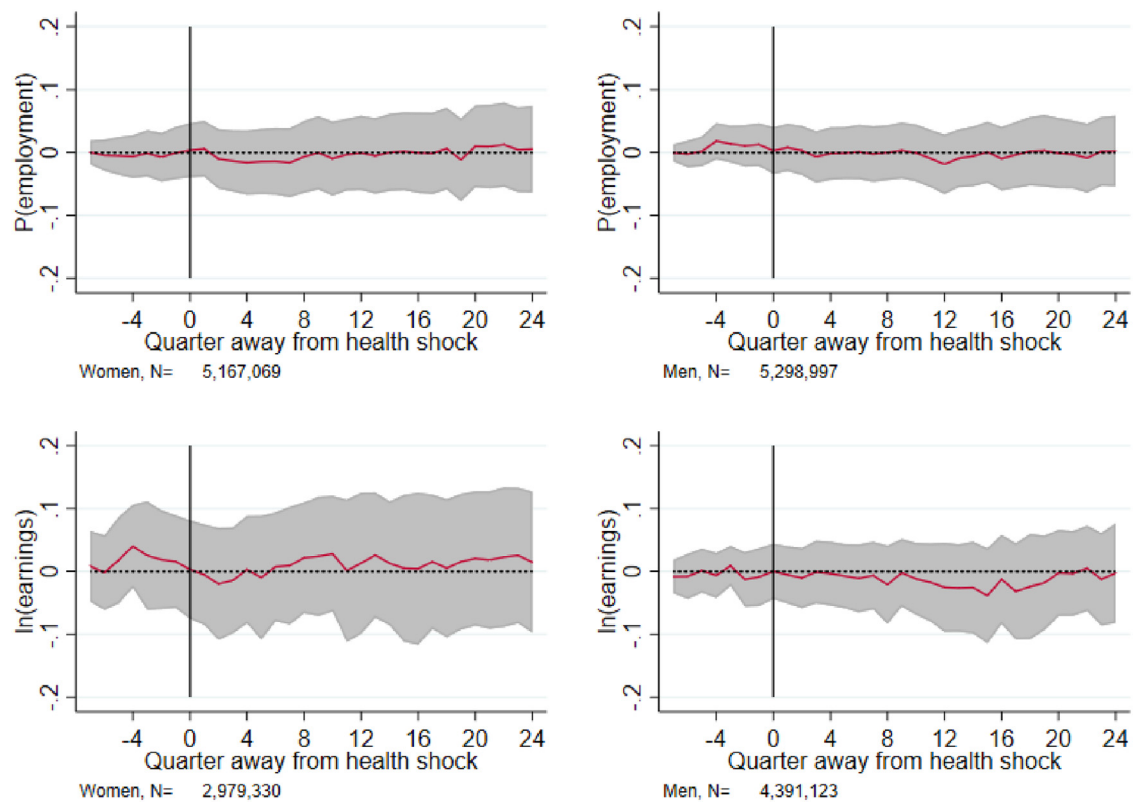 P(employment)
.2
.1
0
-.1
-.2
-4 0 4 8 12 16 20 24
Quarter away from health shock
Women, N= 5,167,069
P(employment)
.2
.1
0
-.1
-.2
-4 0 4 8 12 16 20 24
Quarter away from health shock
Men, N= 5,298,997
ln(earnings)
.2
.1
0
-.1
-.2
-4 0 4 8 12 16 20 24
Quarter away from health shock
Women, N= 2,979,330
ln(earnings)
.2
.1
0
-.1
-.2
-4 0 4 8 12 16 20 24
Quarter away from health shock
Men, N= 4,391,123